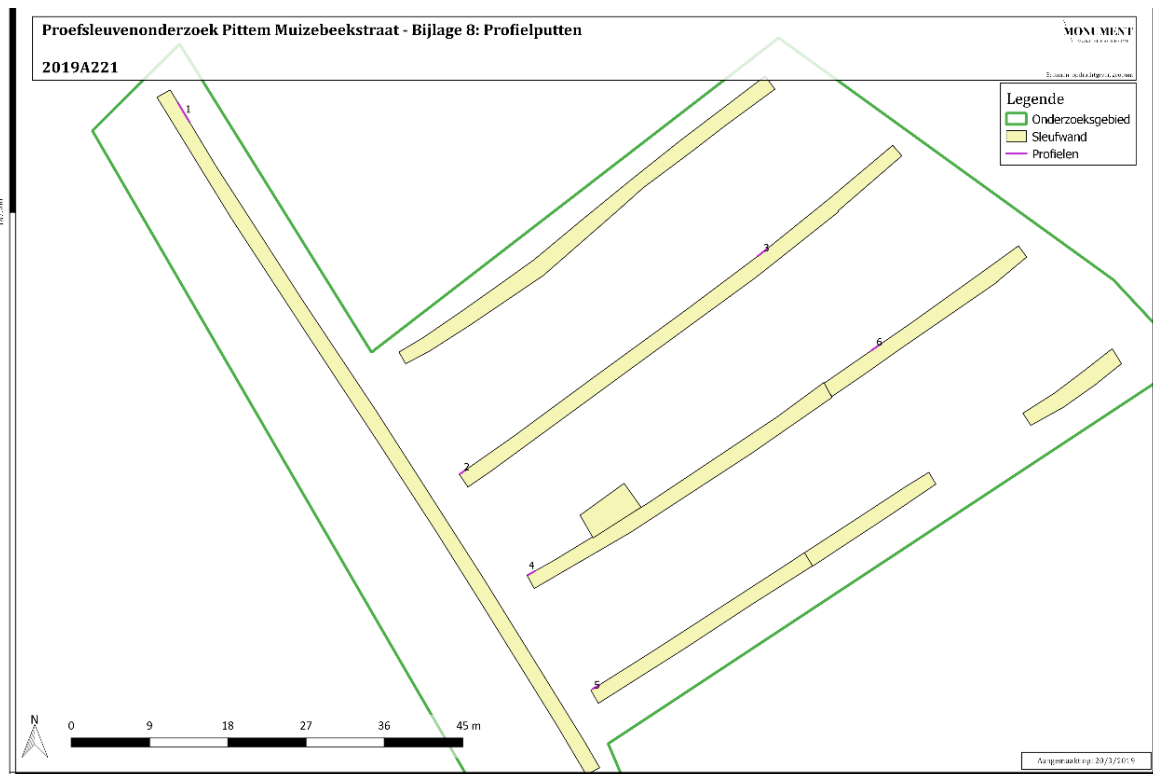 Proefsleuvenonderzoek Pittem Muizebeekstraat - Bijlage 8: Profielputten
MONUMENT
2019A221
Legende
Onderzoeksgebied
Sleufwand
Profielen
1
3
6
2
4
5
N
0 9 18 27 36 45 m
Aangemaakt op: 20/3/2019